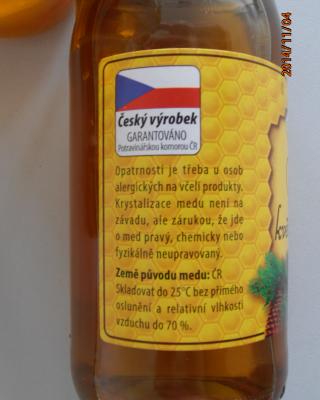 2014/11/04
Český výrobek
GARANTOVÁNO
Potravinářskou komorou ČR
Opatrnosti je třeba u osob
alergických na včelí produkty.
Krystalizace medu není na
závadu, ale zárukou, že jde
o med pravý, chemicky nebo
fyzikálně neupravovaný.
Země původu medu: ČR
Skladovat do 25°C bez přímého
oslunění a relativní vlhkosti
vzduchu do 70 %.